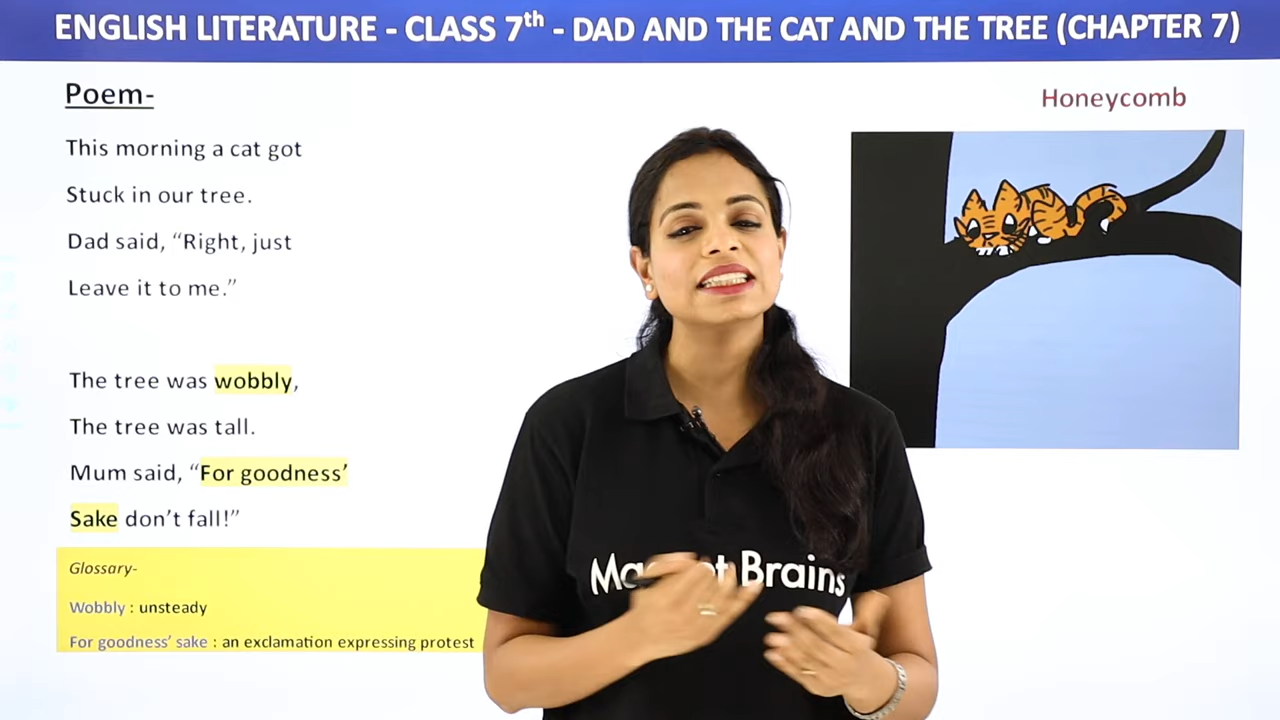 ENGLISH LITERATURE - CLASS 7th - DAD AND THE CAT AND THE TREE (CHAPTER 7)
Poem-
Honeycomb
This morning a cat got
Stuck in our tree.
Dad said, “Right, just
Leave it to me.”
The tree was wobbly,
The tree was tall.
Mum said, “For goodness’
Sake don’t fall!”
Glossary-
Wobbly : unsteady
For goodness’ sake : an exclamation expressing protest
Brains